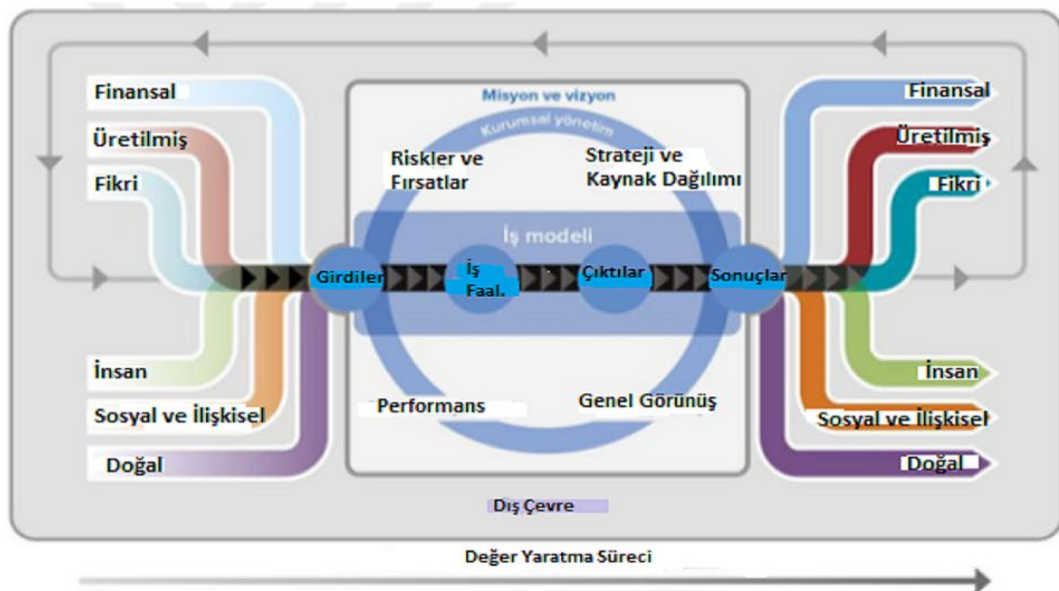 Finansal
Üretilmiş
Fikri
İnsan
Sosyal ve İlişkisel
Doğal
Misyon ve vizyon
Kurumsal yönetim
Riskler ve
Fırsatlar
Strateji ve
Kaynak Dağılımı
İş modeli
Girdiler
İş
Faal.
Çıktılar
Sonuçlar
Performans
Genel Görünüş
Finansal
Üretilmiş
Fikri
İnsan
Sosyal ve İlişkisel
Doğal
Dış Çevre
Değer Yaratma Süreci